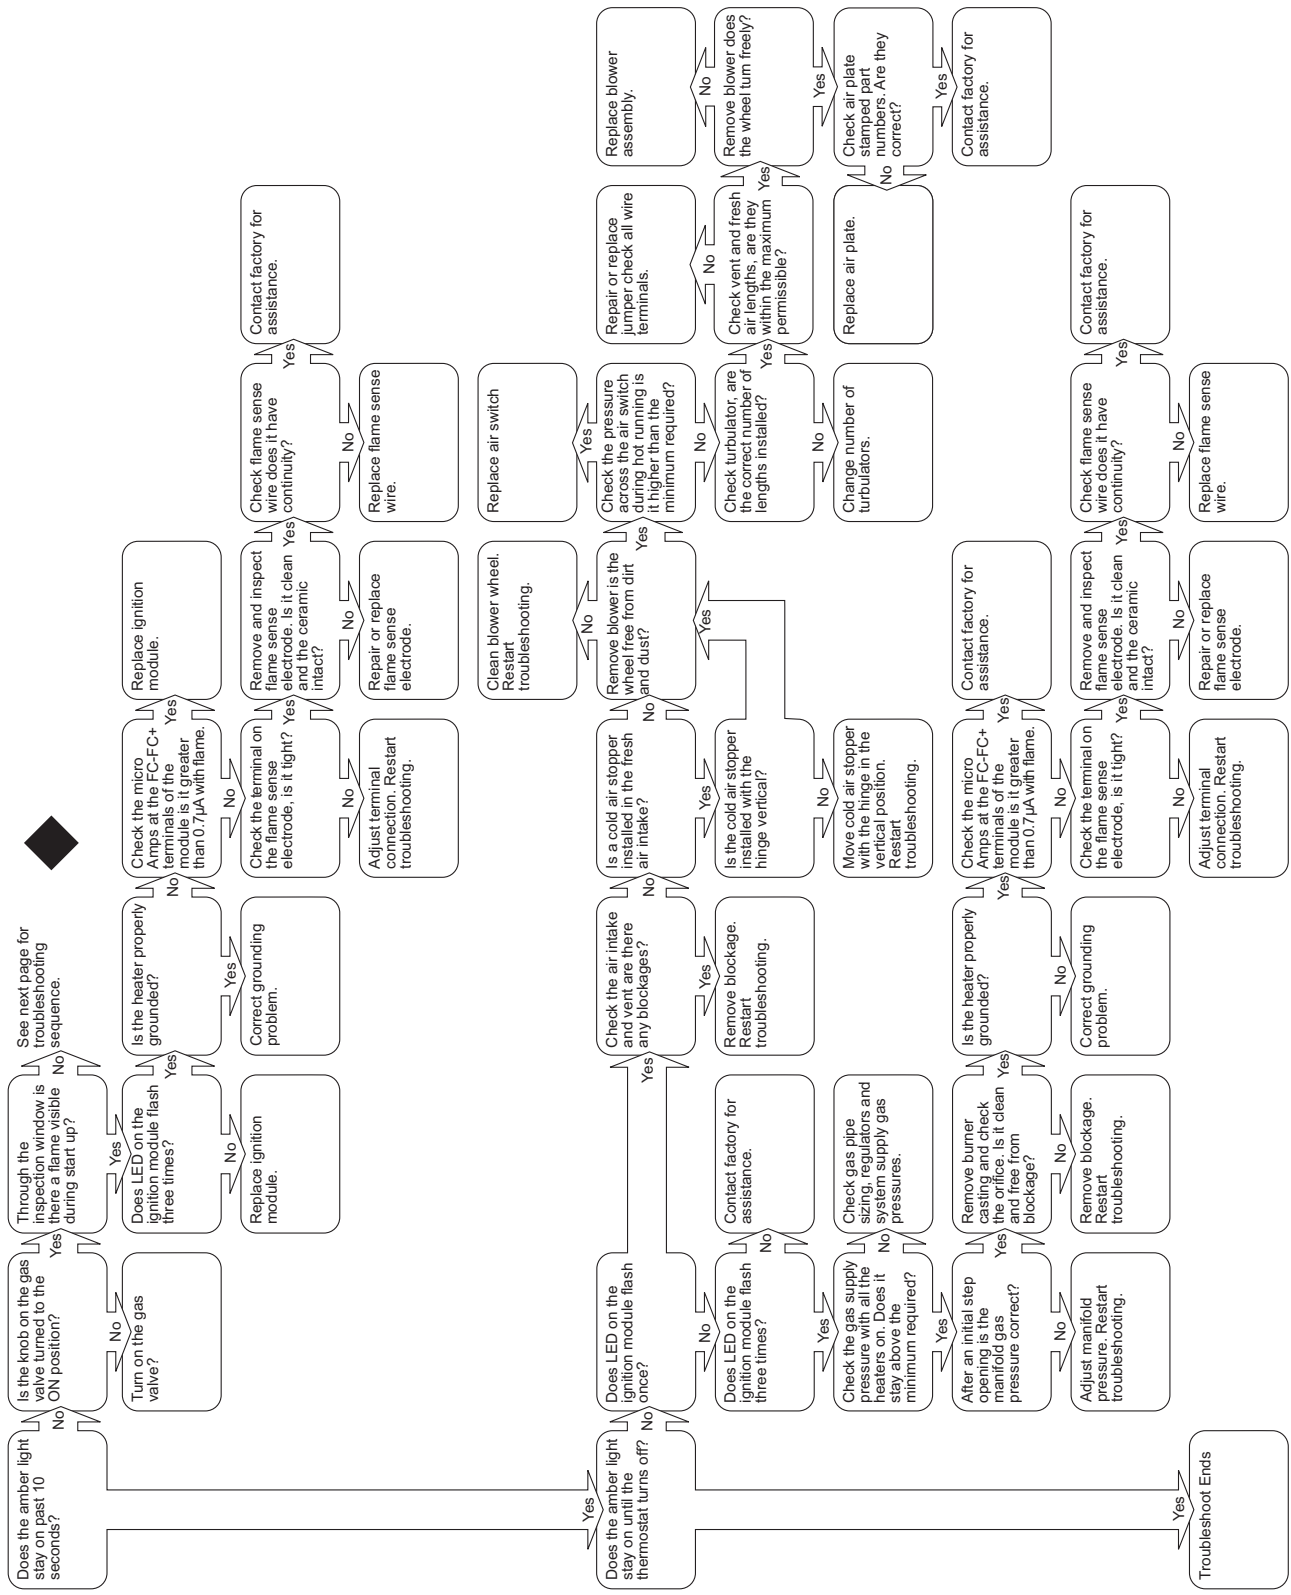 Does the amber light
stay on past 10
seconds?
No
Is the knob on the gas
valve turned to the
ON position?
Yes
Through the
inspection window is
there a flame visible
during start up?
No
See next page for
troubleshooting
sequence.
No
Turn on the gas
valve?
Yes
Does LED on the
ignition module flash
three times?
Yes
Is the heater properly
grounded?
No
Check the micro
Amps at the FC-FC+
terminals of the
module is it greater
than 0.7µA with flame.
Yes
Replace ignition
module.
No
Replace ignition
module.
Yes
Correct grounding
problem.
No
Check the terminal on
the flame sense
electrode, is it tight?
Yes
Remove and inspect
flame sense
electrode. Is it clean
and the ceramic
intact?
Yes
Check flame sense
wire does it have
continuity?
Yes
Contact factory for
assistance.
No
Adjust terminal
connection. Restart
troubleshooting.
No
Repair or replace
flame sense
electrode.
No
Replace flame sense
wire.
Yes
Does the amber light
stay on until the
thermostat turns off?
No
Does LED on the
ignition module flash
once?
Yes
Check the air intake
and vent are there
any blockages?
No
Is a cold air stopper
installed in the fresh
air intake?
No
Remove blower is the
wheel free from dirt
and dust?
No
Clean blower wheel.
Restart
troubleshooting.
Yes
Check the pressure
across the air switch
during hot running is
it higher than the
minimum required?
Yes
Replace air switch
Yes
Remove blockage.
Restart
troubleshooting.
Yes
Is the cold air stopper
installed with the
hinge vertical?
Yes
No
Move cold air stopper
with the hinge in the
vertical position.
Restart
troubleshooting.
No
Check turbulator, are
the correct number of
lengths installed?
No
Change number of
turbulators.
Yes
Check vent and fresh
air lengths, are they
within the maximum
permissible?
No
Repair or replace
jumper check all wire
terminals.
Yes
Remove blower does
the wheel turn freely?
No
Replace blower
assembly.
Yes
Check air plate
stamped part
numbers. Are they
correct?
No
Replace air plate.
Yes
Contact factory for
assistance.
No
Does LED on the
ignition module flash
three times?
No
Contact factory for
assistance.
Yes
Check the gas supply
pressure with all the
heaters on. Does it
stay above the
minimum required?
No
Check gas pipe
sizing, regulators and
system supply gas
pressures.
Yes
After an initial step
opening is the
manifold gas
pressure correct?
Yes
Remove burner
casting and check
the orifice. Is it clean
and free from
blockage?
Yes
Is the heater properly
grounded?
Yes
Check the micro
Amps at the FC-FC+
terminals of the
module is it greater
than 0.7µA with flame.
Yes
Contact factory for
assistance.
No
Adjust manifold
pressure. Restart
troubleshooting.
No
Remove blockage.
Restart
troubleshooting.
No
Correct grounding
problem.
No
Check the terminal on
the flame sense
electrode, is it tight?
Yes
Remove and inspect
flame sense
electrode. Is it clean
and the ceramic
intact?
Yes
Check flame sense
wire does it have
continuity?
Yes
Contact factory for
assistance.
No
Adjust terminal
connection. Restart
troubleshooting.
No
Repair or replace
flame sense
electrode.
No
Replace flame sense
wire.
Yes
Troubleshoot Ends